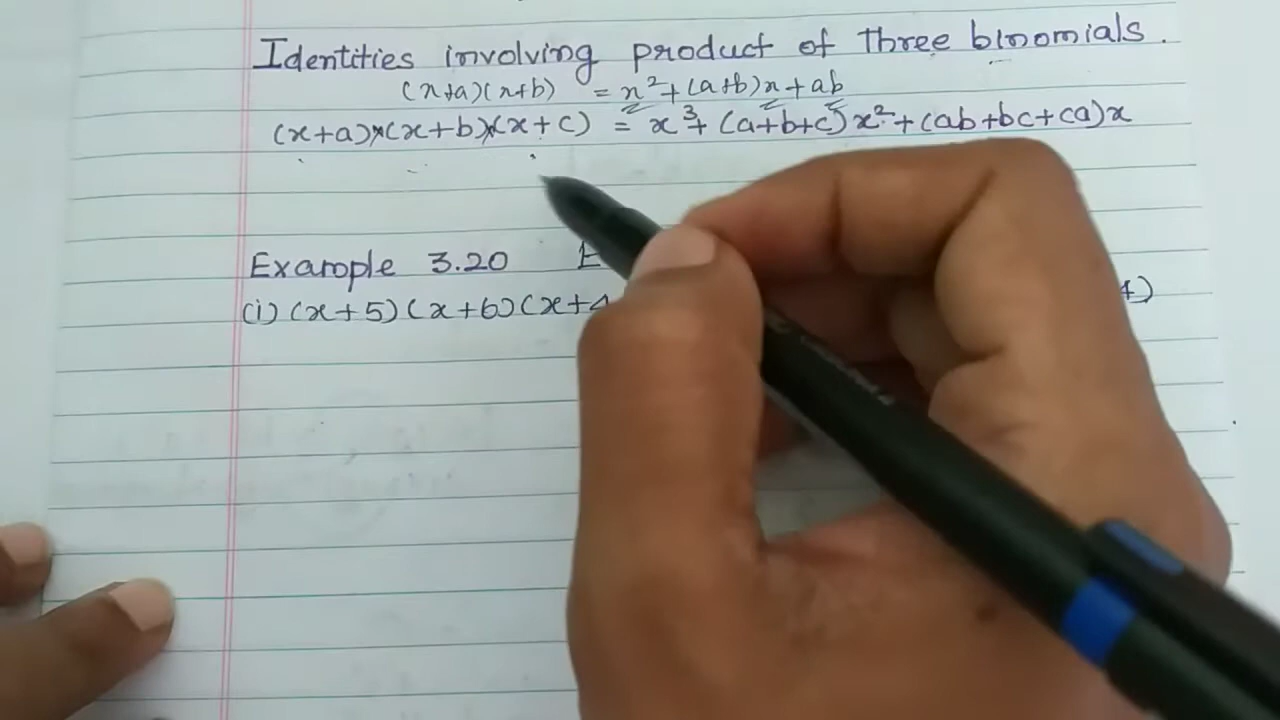 Identities involving product of three binomials.
(x+a)(x+b) = x²+(a+b)x+ab
(x+a)×(x+b)×(x+c) = x³+(a+b+c)x²+(ab+bc+ca)x
Example 3.20
(i) (x+5)(x+6)(x+4